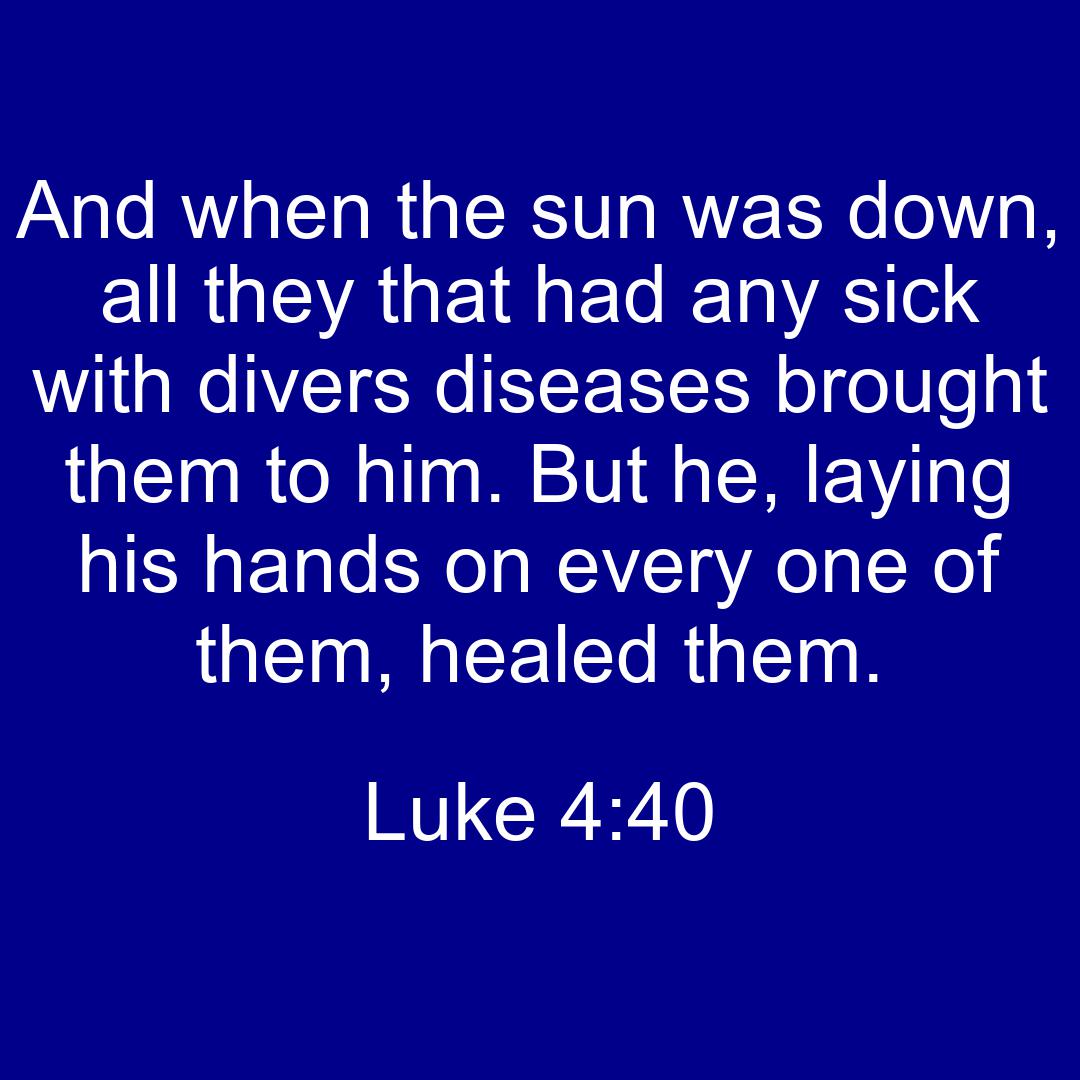 And when the sun was down,
all they that had any sick
with divers diseases brought
them to him. But he, laying
his hands on every one of
them, healed them.
Luke 4:40